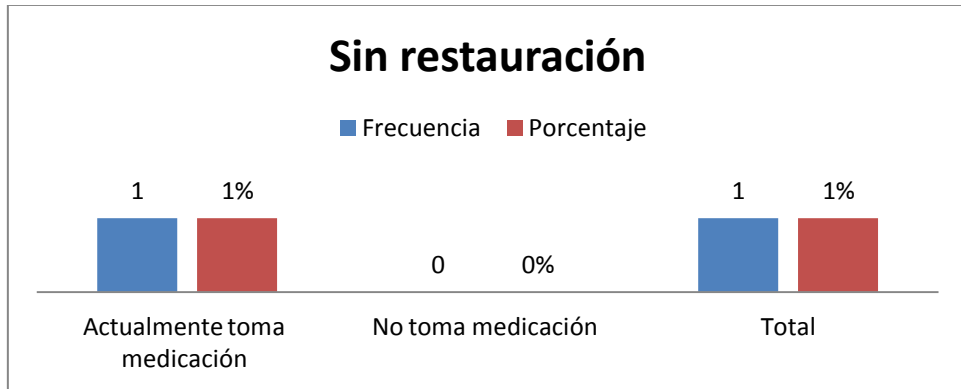 Sin restauración
Frecuencia Porcentaje
1 1% 0 0% 1 1%
Actualmente toma medicación
No toma medicación
Total